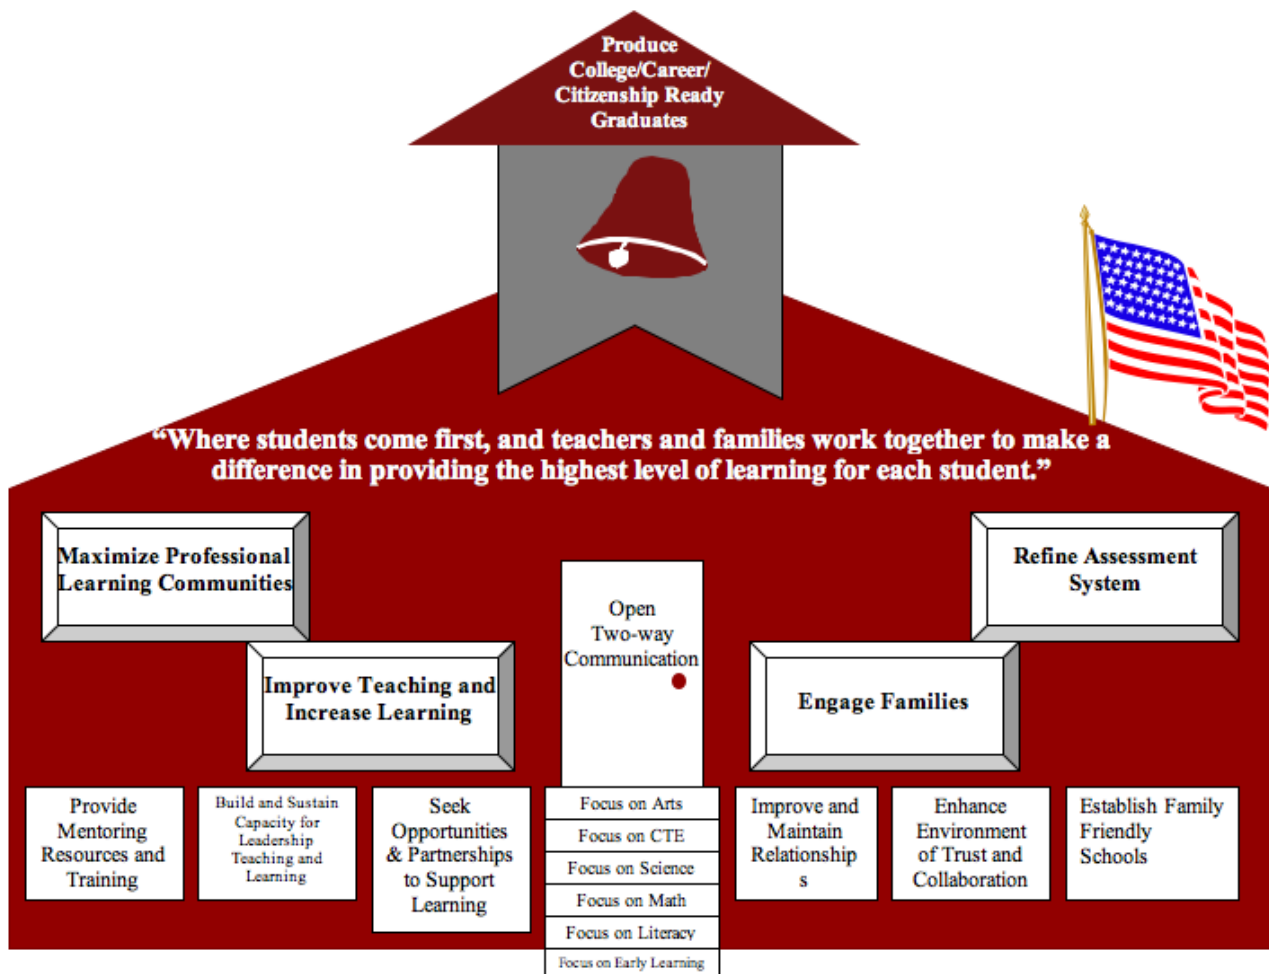 Produce
College/Career/
Citizenship Ready
Graduates
“Where students come first, and teachers and families work together to make a
difference in providing the highest level of learning for each student.”
Maximize Professional
Learning Communities
Refine Assessment
System
Open
Two-way
Communication
Improve Teaching and
Increase Learning
Engage Families
Provide
Mentoring
Resources and
Training
Build and Sustain
Capacity for
Leadership
Teaching and
Learning
Seek
Opportunities
& Partnerships
to Support
Learning
Focus on Arts
Focus on CTE
Focus on Science
Focus on Math
Focus on Literacy
Focus on Early Learning
Improve and
Maintain
Relationship
s
Enhance
Environment
of Trust and
Collaboration
Establish Family
Friendly
Schools